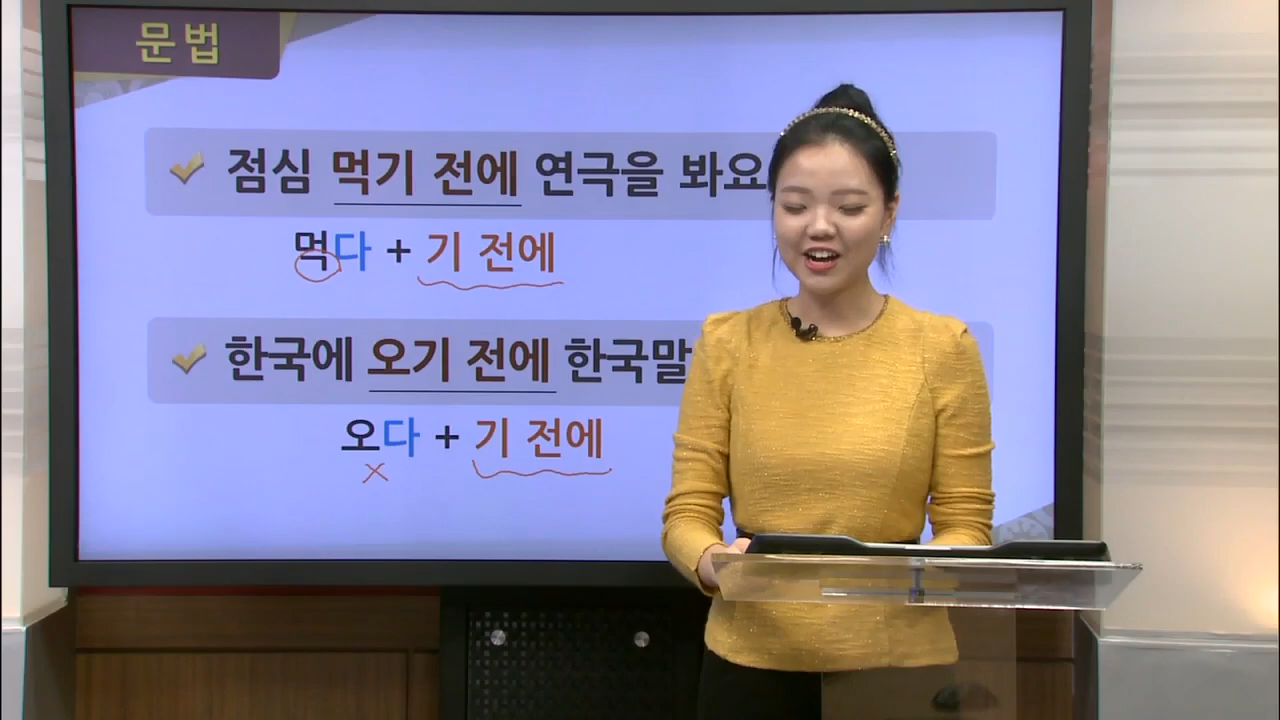 문법
점심 먹기 전에 연극을 봐요
먹다 + 기 전에
한국에 오기 전에 한국말
오다 + 기 전에